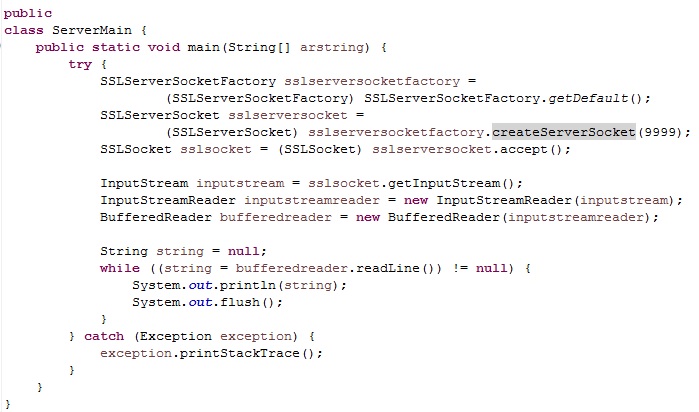 public
class ServerMain {
    public static void main(String[] arstring) {
        try {
            SSLServerSocketFactory sslserversocketfactory =
                    (SSLServerSocketFactory) SSLServerSocketFactory.getDefault();
            SSLServerSocket sslserversocket =
                    (SSLServerSocket) sslserversocketfactory.createServerSocket(9999);
            SSLSocket sslsocket = (SSLSocket) sslserversocket.accept();

            InputStream inputstream = sslsocket.getInputStream();
            InputStreamReader inputstreamreader = new InputStreamReader(inputstream);
            BufferedReader bufferedreader = new BufferedReader(inputstreamreader);

            String string = null;
            while ((string = bufferedreader.readLine()) != null) {
                System.out.println(string);
                System.out.flush();
            }
        } catch (Exception exception) {
            exception.printStackTrace();
        }
    }
}